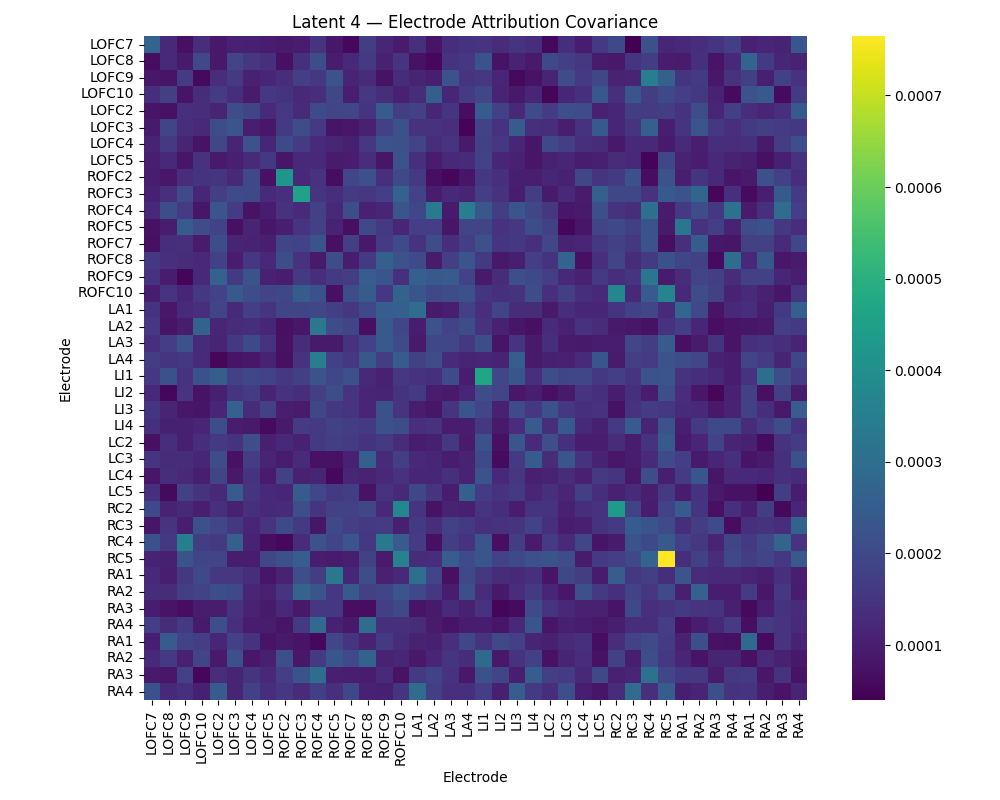 Latent 4 — Electrode Attribution Covariance
Electrode
LOFC7
LOFC8
LOFC9
LOFC10
LOFC2
LOFC3
LOFC4
LOFC5
ROFC2
ROFC3
ROFC4
ROFC5
ROFC7
ROFC8
ROFC9
ROFC10
LA1
LA2
LA3
LA4
LI1
LI2
LI3
LI4
LC2
LC3
LC4
LC5
RC2
RC3
RC4
RC5
RA1
RA2
RA3
RA4
RA1
RA2
RA3
RA4
LOFC7
LOFC8
LOFC9
LOFC10
LOFC2
LOFC3
LOFC4
LOFC5
ROFC2
ROFC3
ROFC4
ROFC5
ROFC7
ROFC8
ROFC9
ROFC10
LA1
LA2
LA3
LA4
LI1
LI2
LI3
LI4
LC2
LC3
LC4
LC5
RC2
RC3
RC4
RC5
RA1
RA2
RA3
RA4
RA1
RA2
RA3
RA4
Electrode
0.0007
0.0006
0.0005
0.0004
0.0003
0.0002
0.0001